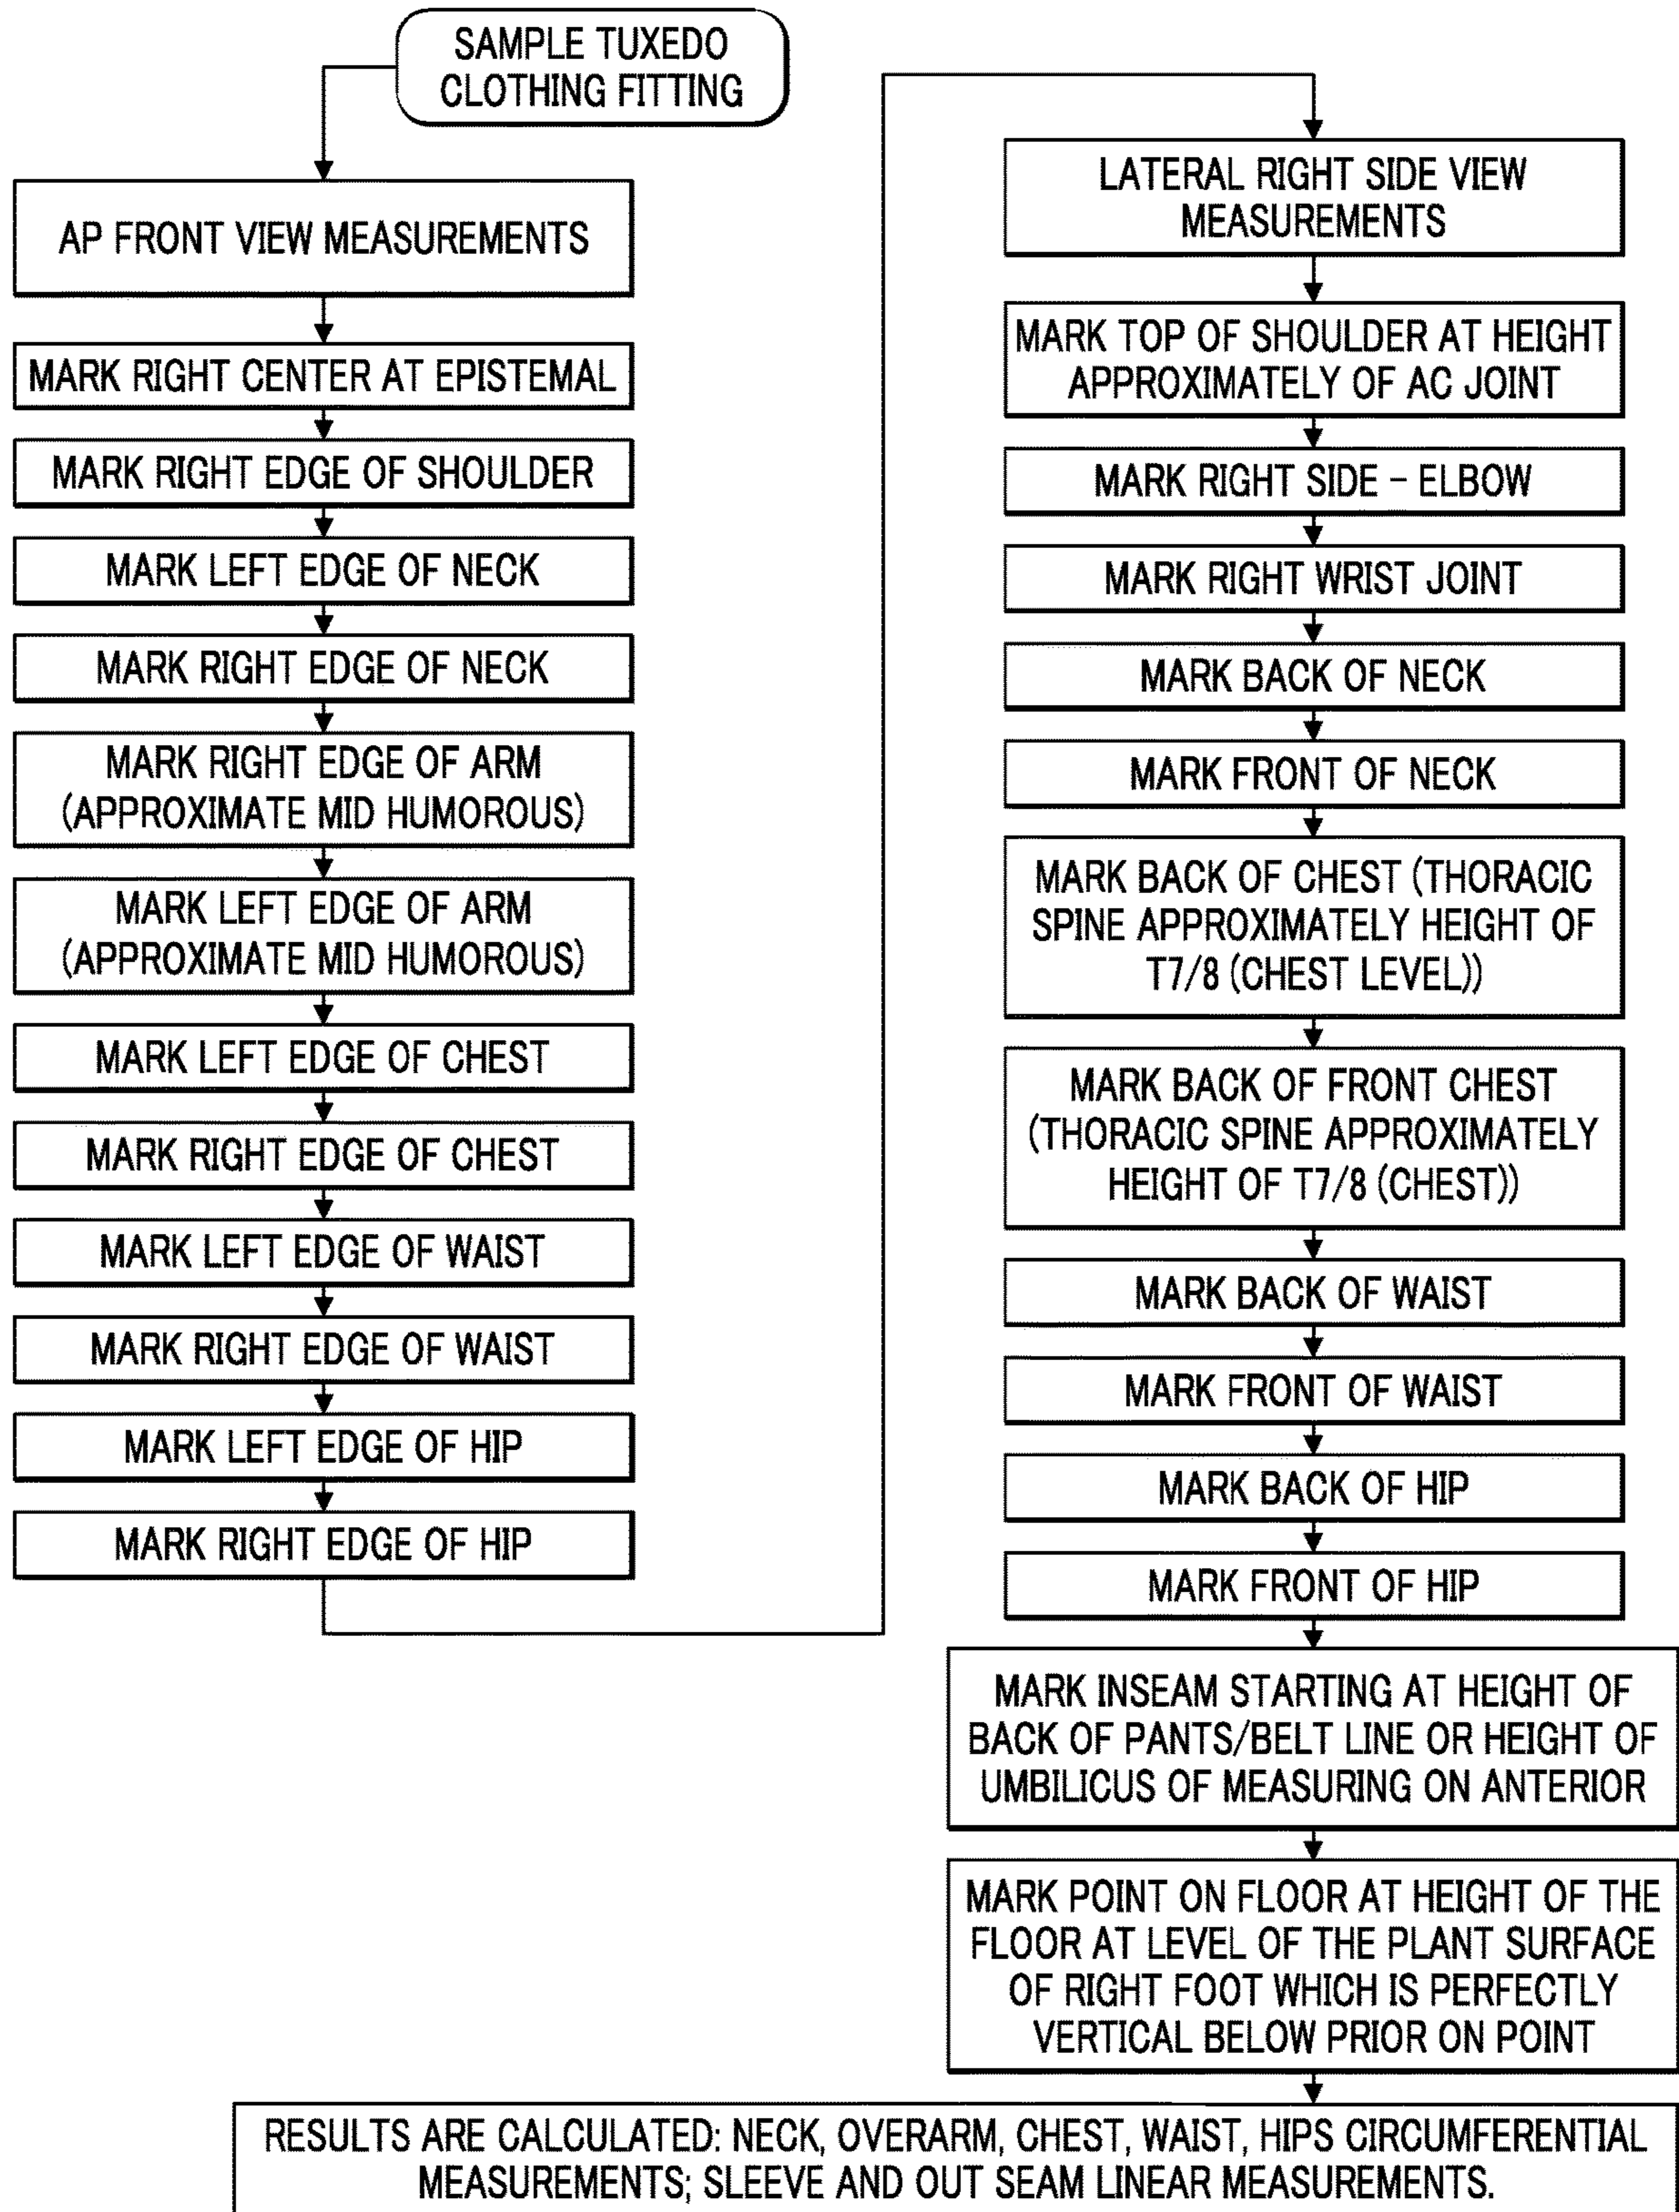 SAMPLE TUXEDO
CLOTHING FITTING
AP FRONT VIEW MEASUREMENTS
MARK RIGHT CENTER AT EPISTEMAL
MARK RIGHT EDGE OF SHOULDER
MARK LEFT EDGE OF NECK
MARK RIGHT EDGE OF NECK
MARK RIGHT EDGE OF ARM
(APPROXIMATE MID HUMOROUS)
MARK LEFT EDGE OF ARM
(APPROXIMATE MID HUMOROUS)
MARK LEFT EDGE OF CHEST
MARK RIGHT EDGE OF CHEST
MARK LEFT EDGE OF WAIST
MARK RIGHT EDGE OF WAIST
MARK LEFT EDGE OF HIP
MARK RIGHT EDGE OF HIP
LATERAL RIGHT SIDE VIEW
MEASUREMENTS
MARK TOP OF SHOULDER AT HEIGHT
APPROXIMATELY OF AC JOINT
MARK RIGHT SIDE - ELBOW
MARK RIGHT WRIST JOINT
MARK BACK OF NECK
MARK FRONT OF NECK
MARK BACK OF CHEST (THORACIC
SPINE APPROXIMATELY HEIGHT OF
T7/8 (CHEST LEVEL))
MARK BACK OF FRONT CHEST
(THORACIC SPINE APPROXIMATELY
HEIGHT OF T7/8 (CHEST))
MARK BACK OF WAIST
MARK FRONT OF WAIST
MARK BACK OF HIP
MARK FRONT OF HIP
MARK INSEAM STARTING AT HEIGHT OF
BACK OF PANTS/BELT LINE OR HEIGHT OF
UMBILICUS OF MEASURING ON ANTERIOR
MARK POINT ON FLOOR AT HEIGHT OF THE
FLOOR AT LEVEL OF THE PLANT SURFACE
OF RIGHT FOOT WHICH IS PERFECTLY
VERTICAL BELOW PRIOR ON POINT
RESULTS ARE CALCULATED: NECK, OVERARM, CHEST, WAIST, HIPS CIRCUMFERENTIAL
MEASUREMENTS; SLEEVE AND OUT SEAM LINEAR MEASUREMENTS.